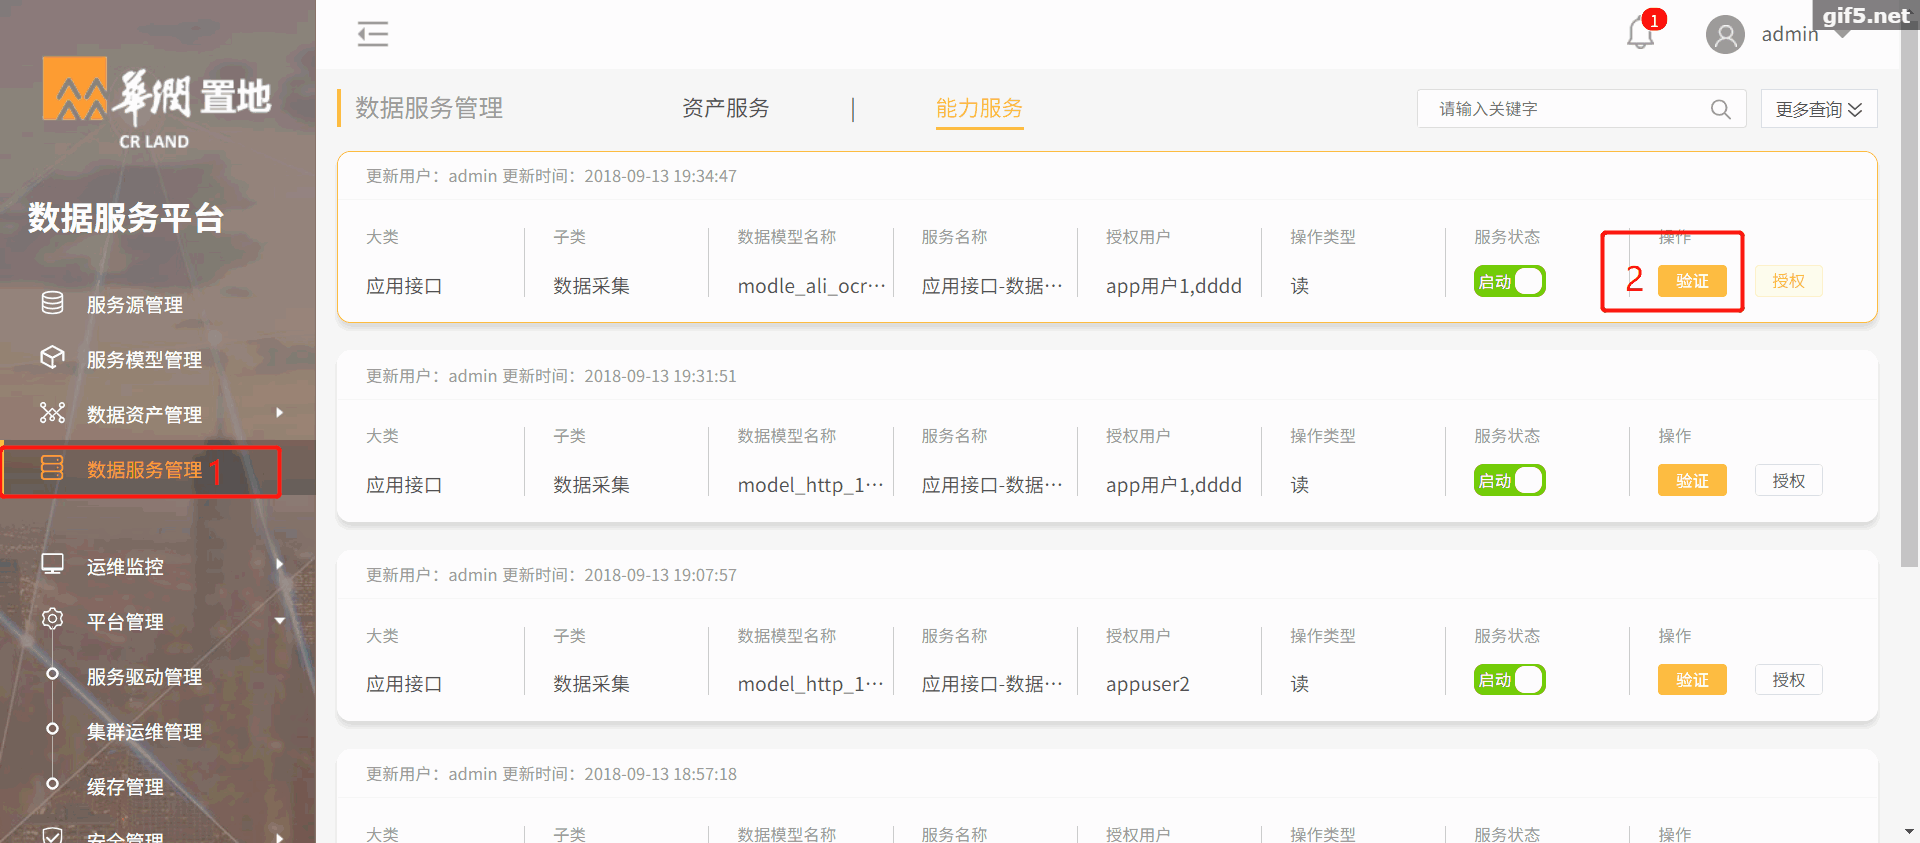 gif5.net
1
admin
華潤置地
CR LAND
数据服务平台
服务源管理
服务模型管理
数据资产管理
数据服务管理 1
运维监控
平台管理
服务驱动管理
集群运维管理
缓存管理
安全管理
数据服务管理 资产服务 | 能力服务 请输入关键字 更多查询
更新用户：admin 更新时间：2018-09-13 19:34:47
大类 子类 数据模型名称 服务名称 授权用户 操作类型 服务状态 操作
应用接口 数据采集 modle_ali_ocr··· 应用接口-数据··· app用户1,dddd 读 启动 2 验证 授权
更新用户：admin 更新时间：2018-09-13 19:31:51
大类 子类 数据模型名称 服务名称 授权用户 操作类型 服务状态 操作
应用接口 数据采集 model_http_1··· 应用接口-数据··· app用户1,dddd 读 启动 验证 授权
更新用户：admin 更新时间：2018-09-13 19:07:57
大类 子类 数据模型名称 服务名称 授权用户 操作类型 服务状态 操作
应用接口 数据采集 model_http_1··· 应用接口-数据··· appuser2 读 启动 验证 授权
更新用户：admin 更新时间：2018-09-13 18:57:18
大类 子类 数据模型名称 服务名称 授权用户 操作类型 服务状态 操作